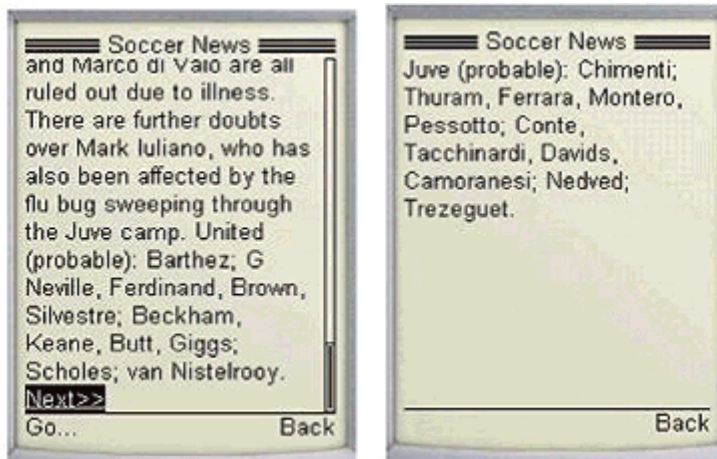 Soccer News
and Marco di Vaio are all
ruled out due to illness.
There are further doubts
over Mark Iuliano, who has
also been affected by the
flu bug sweeping through
the Juve camp. United
(probable): Barthez; G
Neville, Ferdinand, Brown,
Silvestre; Beckham,
Keane, Butt, Giggs;
Scholes; van Nistelrooy.
Next>>
Go... Back
Soccer News
Juve (probable): Chimenti;
Thuram, Ferrara, Montero,
Pessotto; Conte,
Tacchinardi, Davids,
Camoranesi; Nedved;
Trezeguet.
Back